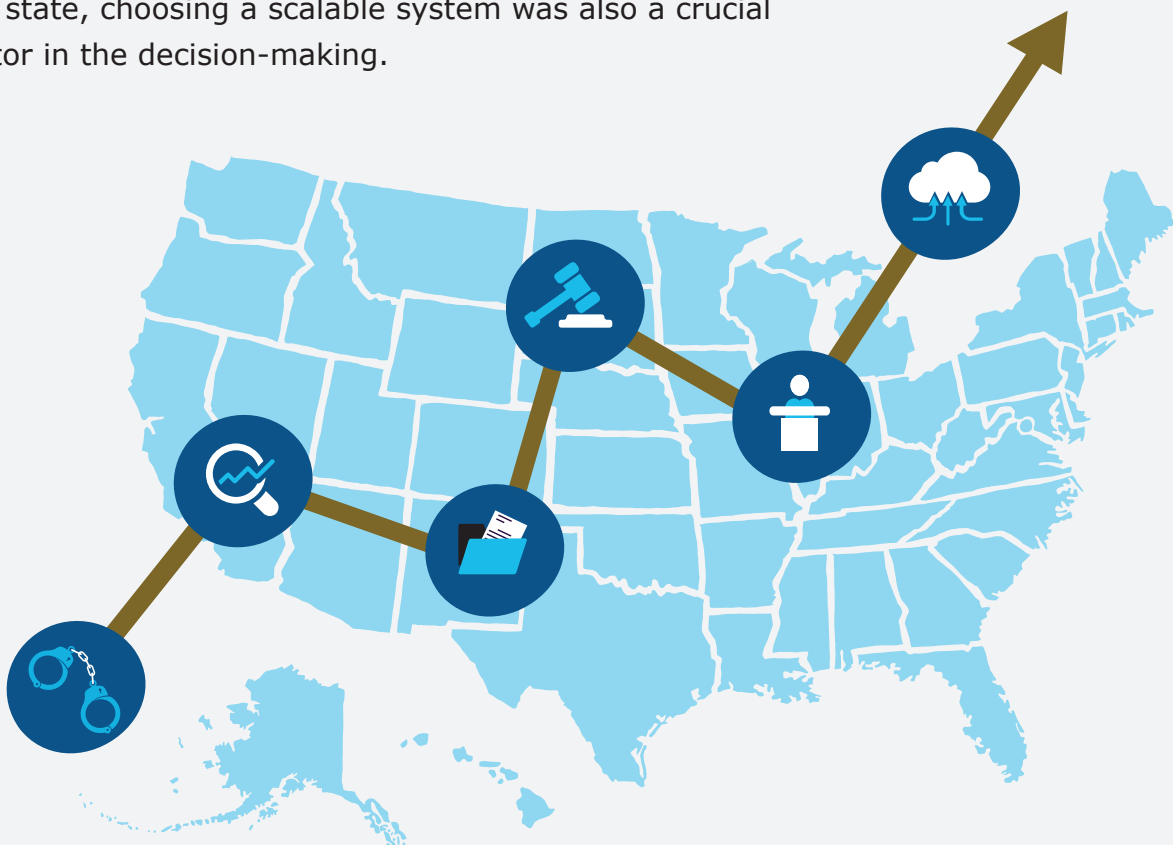 state, choosing a scalable system was also a crucial
tor in the decision-making.